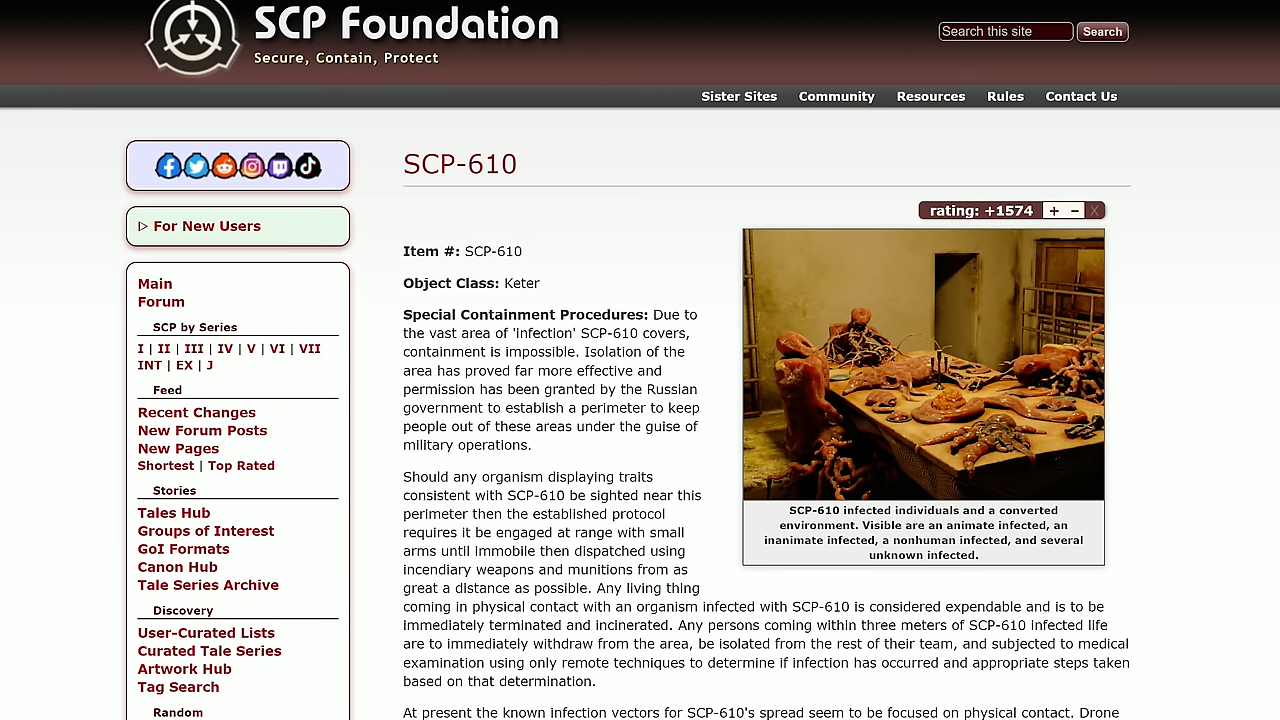 SCP Foundation
Secure, Contain, Protect
Search this site
Search
Sister Sites Community Resources Rules Contact Us
▷ For New Users
Main
Forum
SCP by Series
I | II | III | IV | V | VI | VII
INT | EX | J
Feed
Recent Changes
New Forum Posts
New Pages
Shortest | Top Rated
Stories
Tales Hub
Groups of Interest
GoI Formats
Canon Hub
Tale Series Archive
Discovery
User-Curated Lists
Curated Tale Series
Artwork Hub
Tag Search
Random
SCP-610
rating: +1574 + – X
Item #: SCP-610
Object Class: Keter
Special Containment Procedures: Due to
the vast area of 'infection' SCP-610 covers,
containment is impossible. Isolation of the
area has proved far more effective and
permission has been granted by the Russian
government to establish a perimeter to keep
people out of these areas under the guise of
military operations.
SCP-610 infected individuals and a converted
environment. Visible are an animate infected, an
inanimate infected, a nonhuman infected, and several
unknown infected.
Should any organism displaying traits
consistent with SCP-610 be sighted near this
perimeter then the established protocol
requires it be engaged at range with small
arms until immobile then dispatched using
incendiary weapons and munitions from as
great a distance as possible. Any living thing
coming in physical contact with an organism infected with SCP-610 is considered expendable and is to be
immediately terminated and incinerated. Any persons coming within three meters of SCP-610 infected life
are to immediately withdraw from the area, be isolated from the rest of their team, and subjected to medical
examination using only remote techniques to determine if infection has occurred and appropriate steps taken
based on that determination.
At present the known infection vectors for SCP-610's spread seem to be focused on physical contact. Drone